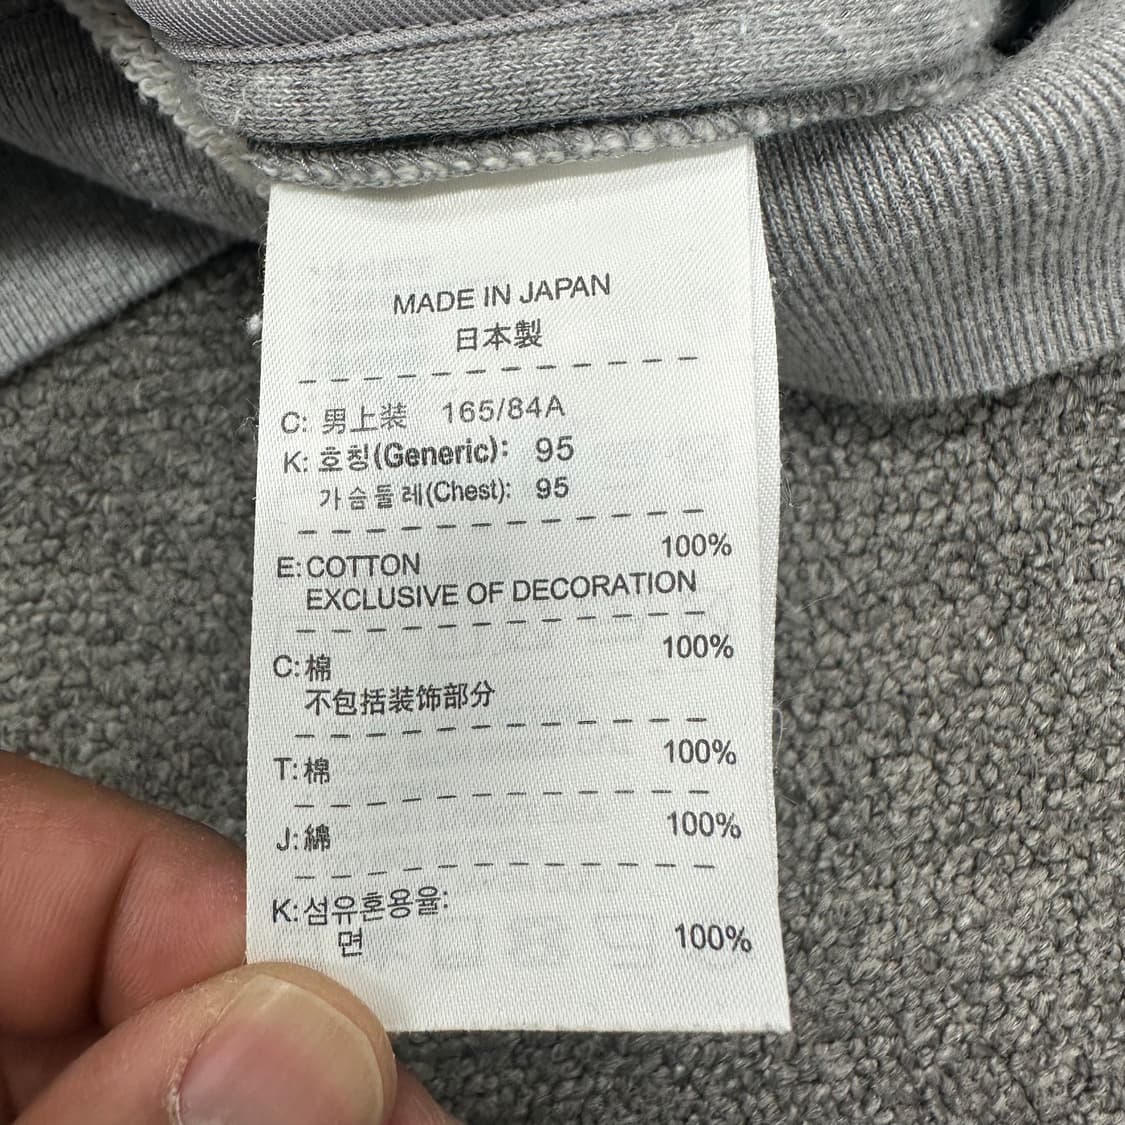 MADE IN JAPAN
日本製
C: 男上装 165/84A
K: 호칭(Generic): 95
가슴둘레(Chest): 95
E: COTTON 100%
EXCLUSIVE OF DECORATION
C: 棉 100%
不包括装饰部分
T: 棉 100%
J: 綿 100%
K: 섬유혼용율:
면 100%